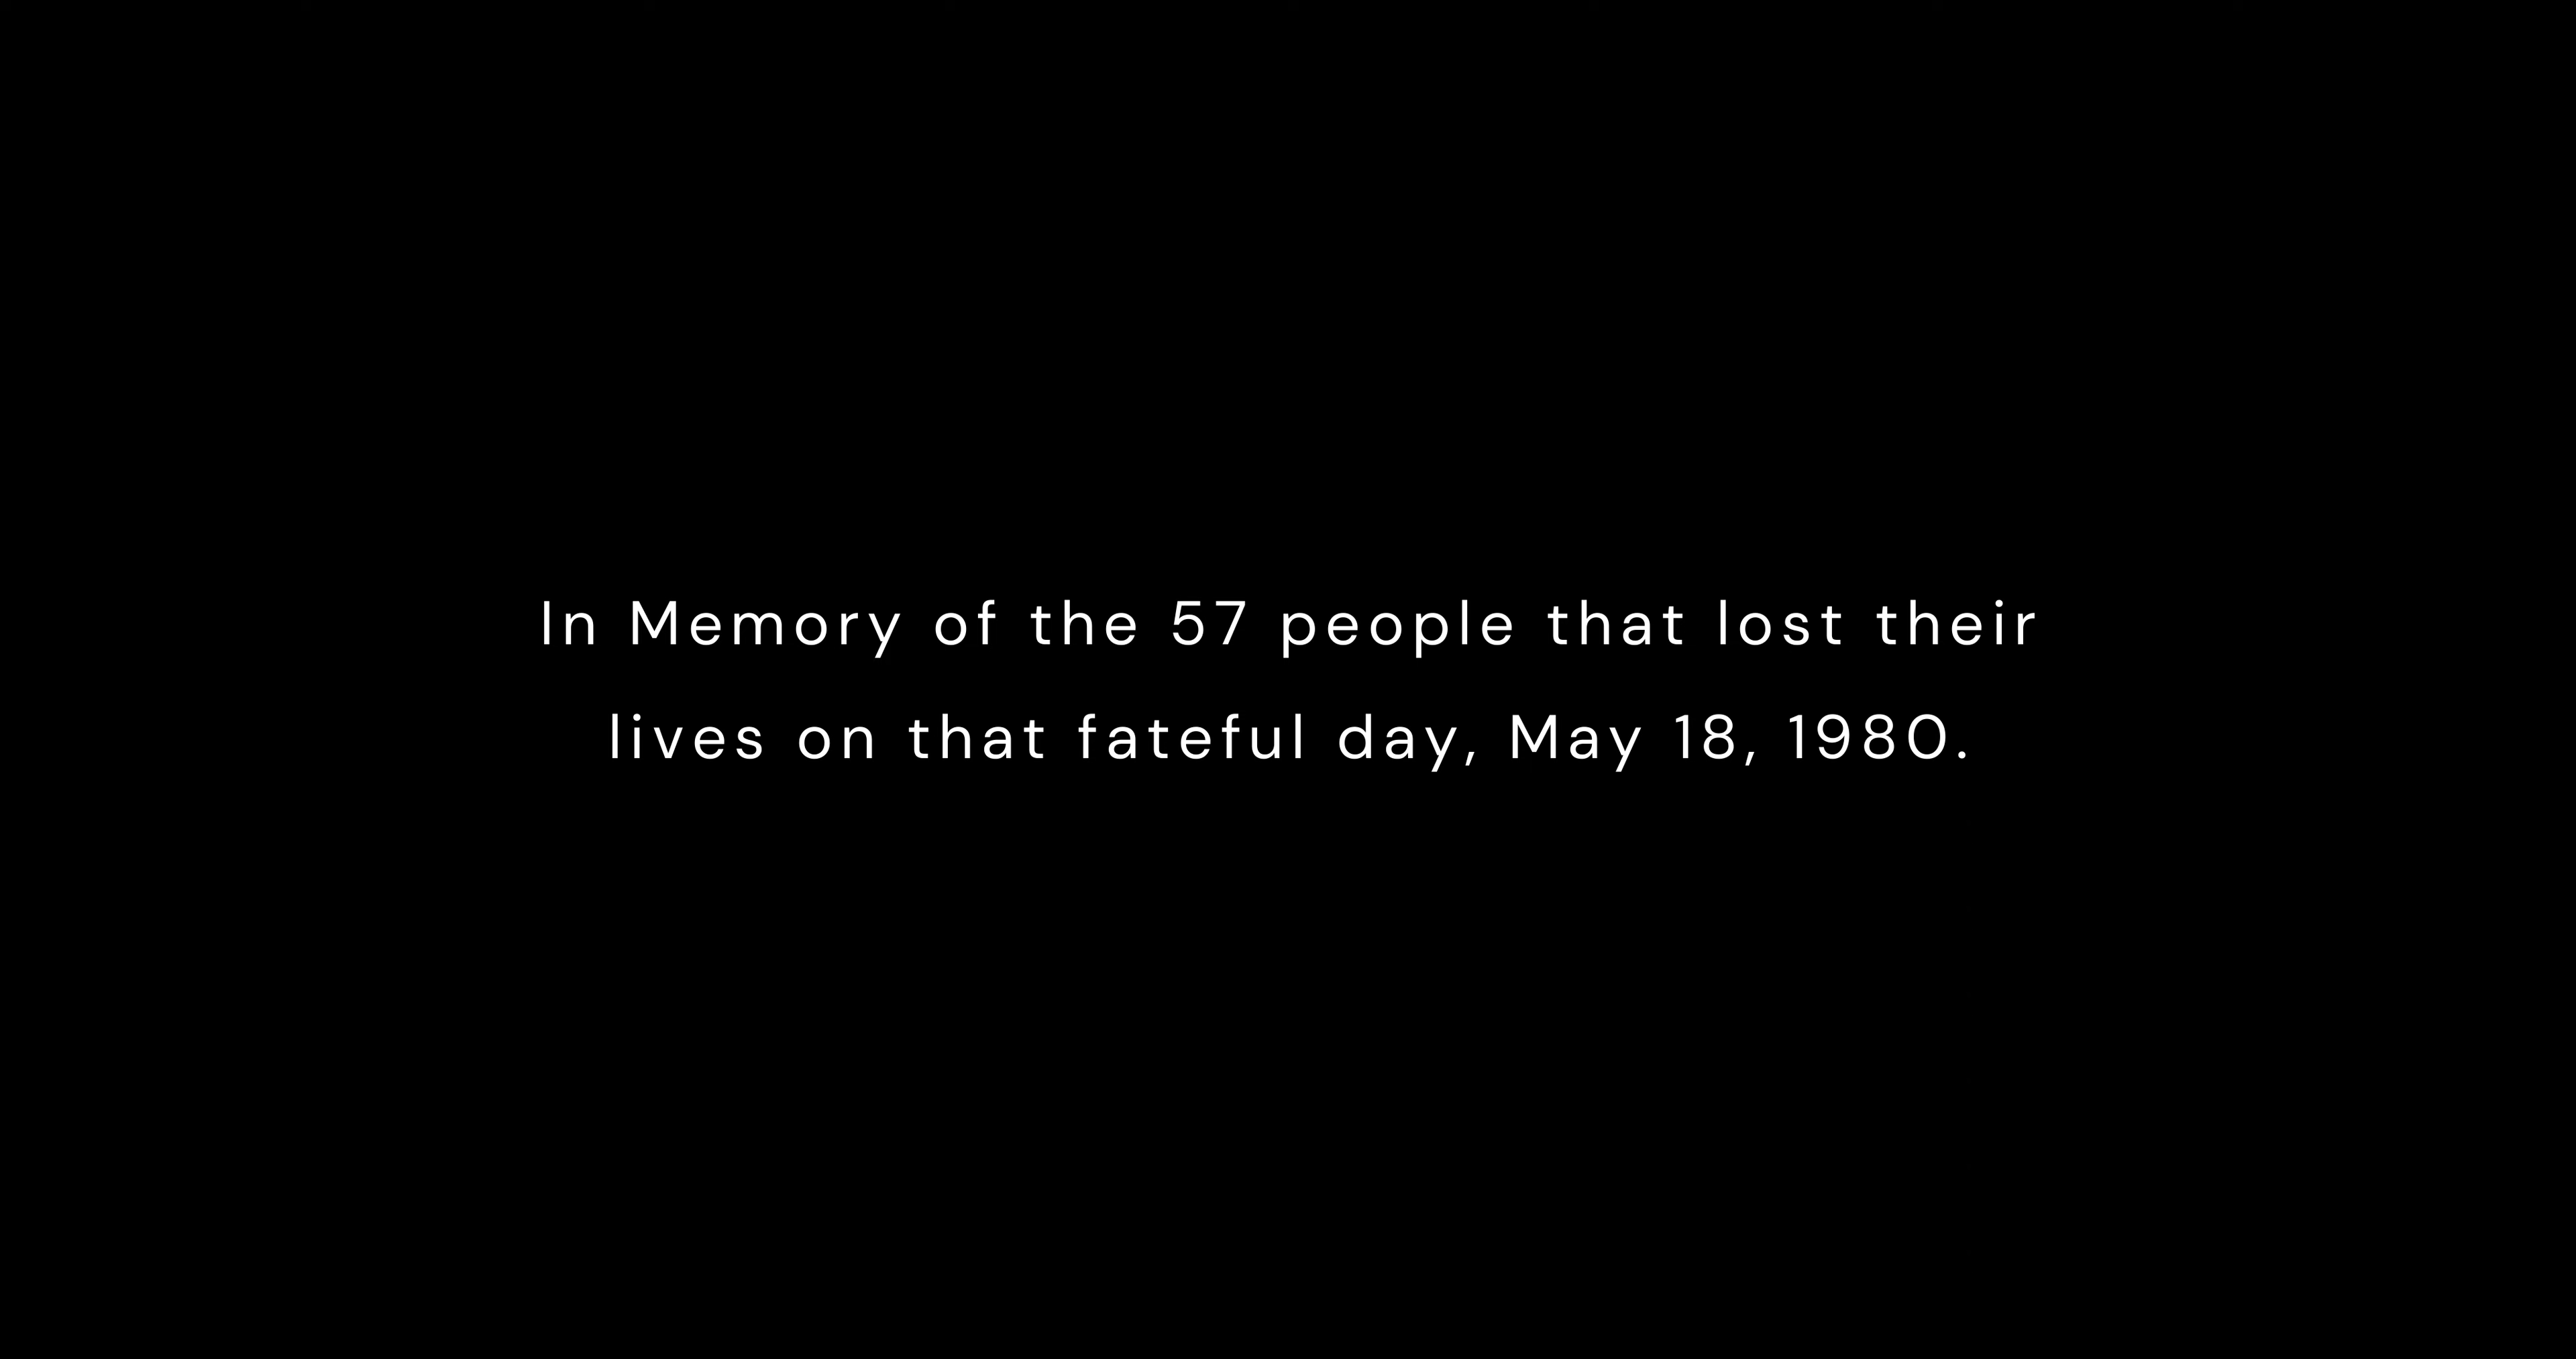 In Memory of the 57 people that lost their
lives on that fateful day, May 18, 1980.